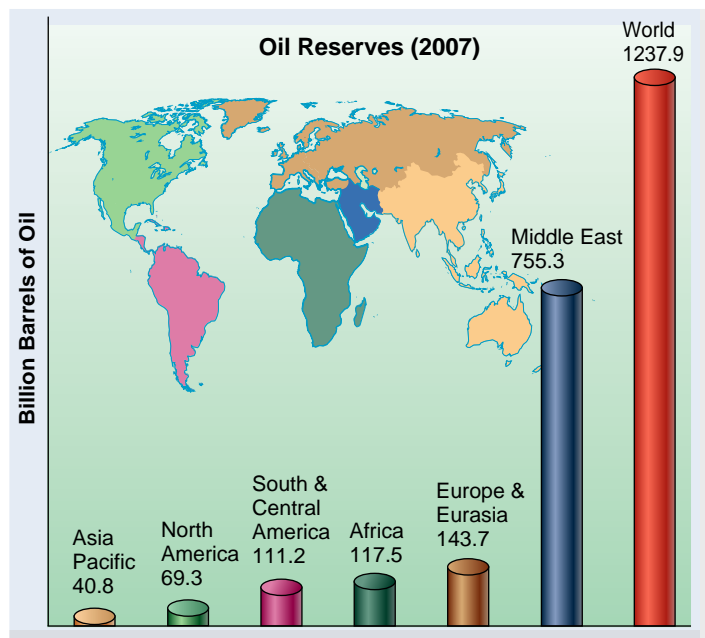 Oil Reserves (2007)
Billion Barrels of Oil
Asia
Pacific
40.8
North
America
69.3
South &
Central
America
111.2
Africa
117.5
Europe &
Eurasia
143.7
Middle East
755.3
World
1237.9